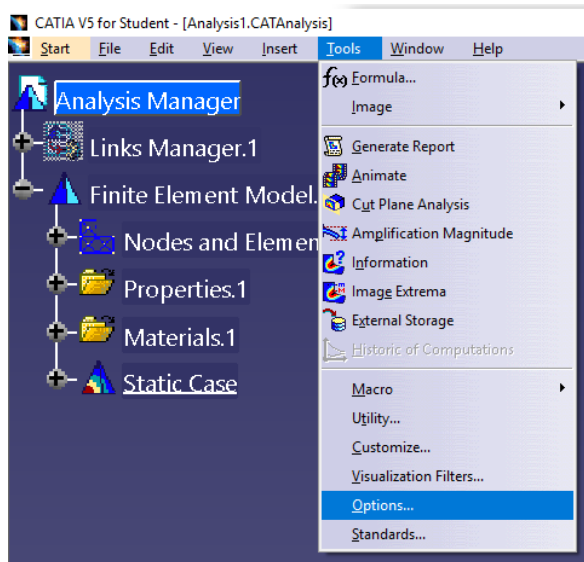 CATIA V5 for Student - [Analysis1.CATAnalysis]
Start File Edit View Insert Tools Window Help
Analysis Manager
Links Manager.1
Finite Element Model.
Nodes and Elemen
Properties.1
Materials.1
Static Case
f(x) Formula...
Image
Generate Report
Animate
Cut Plane Analysis
Amplification Magnitude
Information
Image Extrema
External Storage
Historic of Computations
Macro
Utility...
Customize...
Visualization Filters...
Options...
Standards...